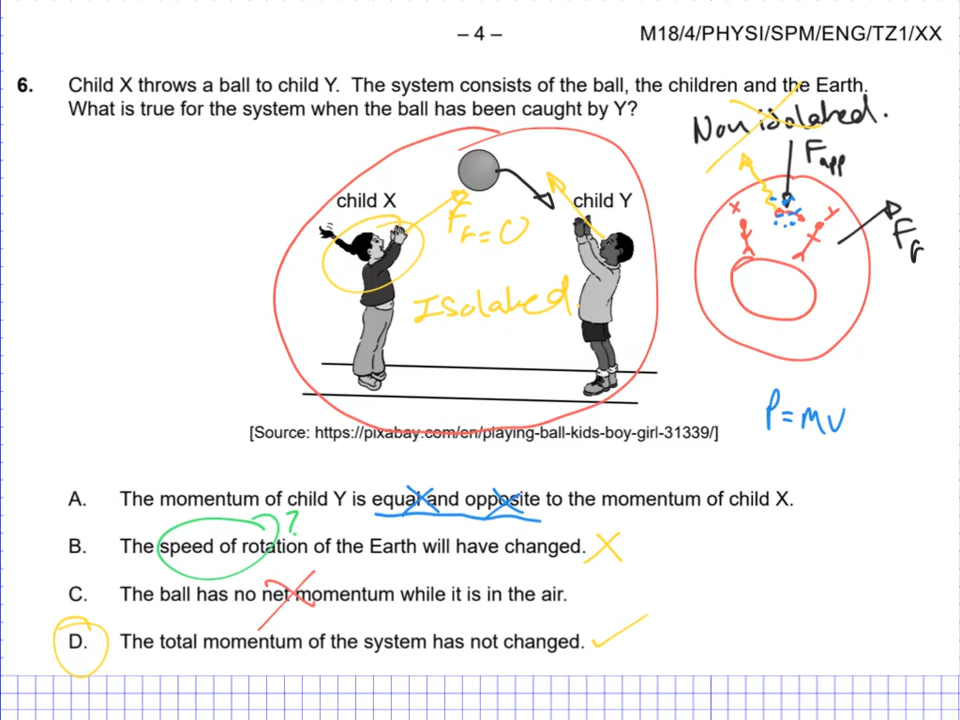 – 4 –
M18/4/PHYSI/SPM/ENG/TZ1/XX
6. Child X throws a ball to child Y. The system consists of the ball, the children and the Earth.
What is true for the system when the ball has been caught by Y?
Non isolated.
Fapp
child X
child Y
Fr=0
x
y
Fr
Isolated
P=mv
[Source: https://pixabay.com/en/playing-ball-kids-boy-girl-31339/]
A. The momentum of child Y is equal and opposite to the momentum of child X.
?
B. The speed of rotation of the Earth will have changed.
C. The ball has no net momentum while it is in the air.
D. The total momentum of the system has not changed.